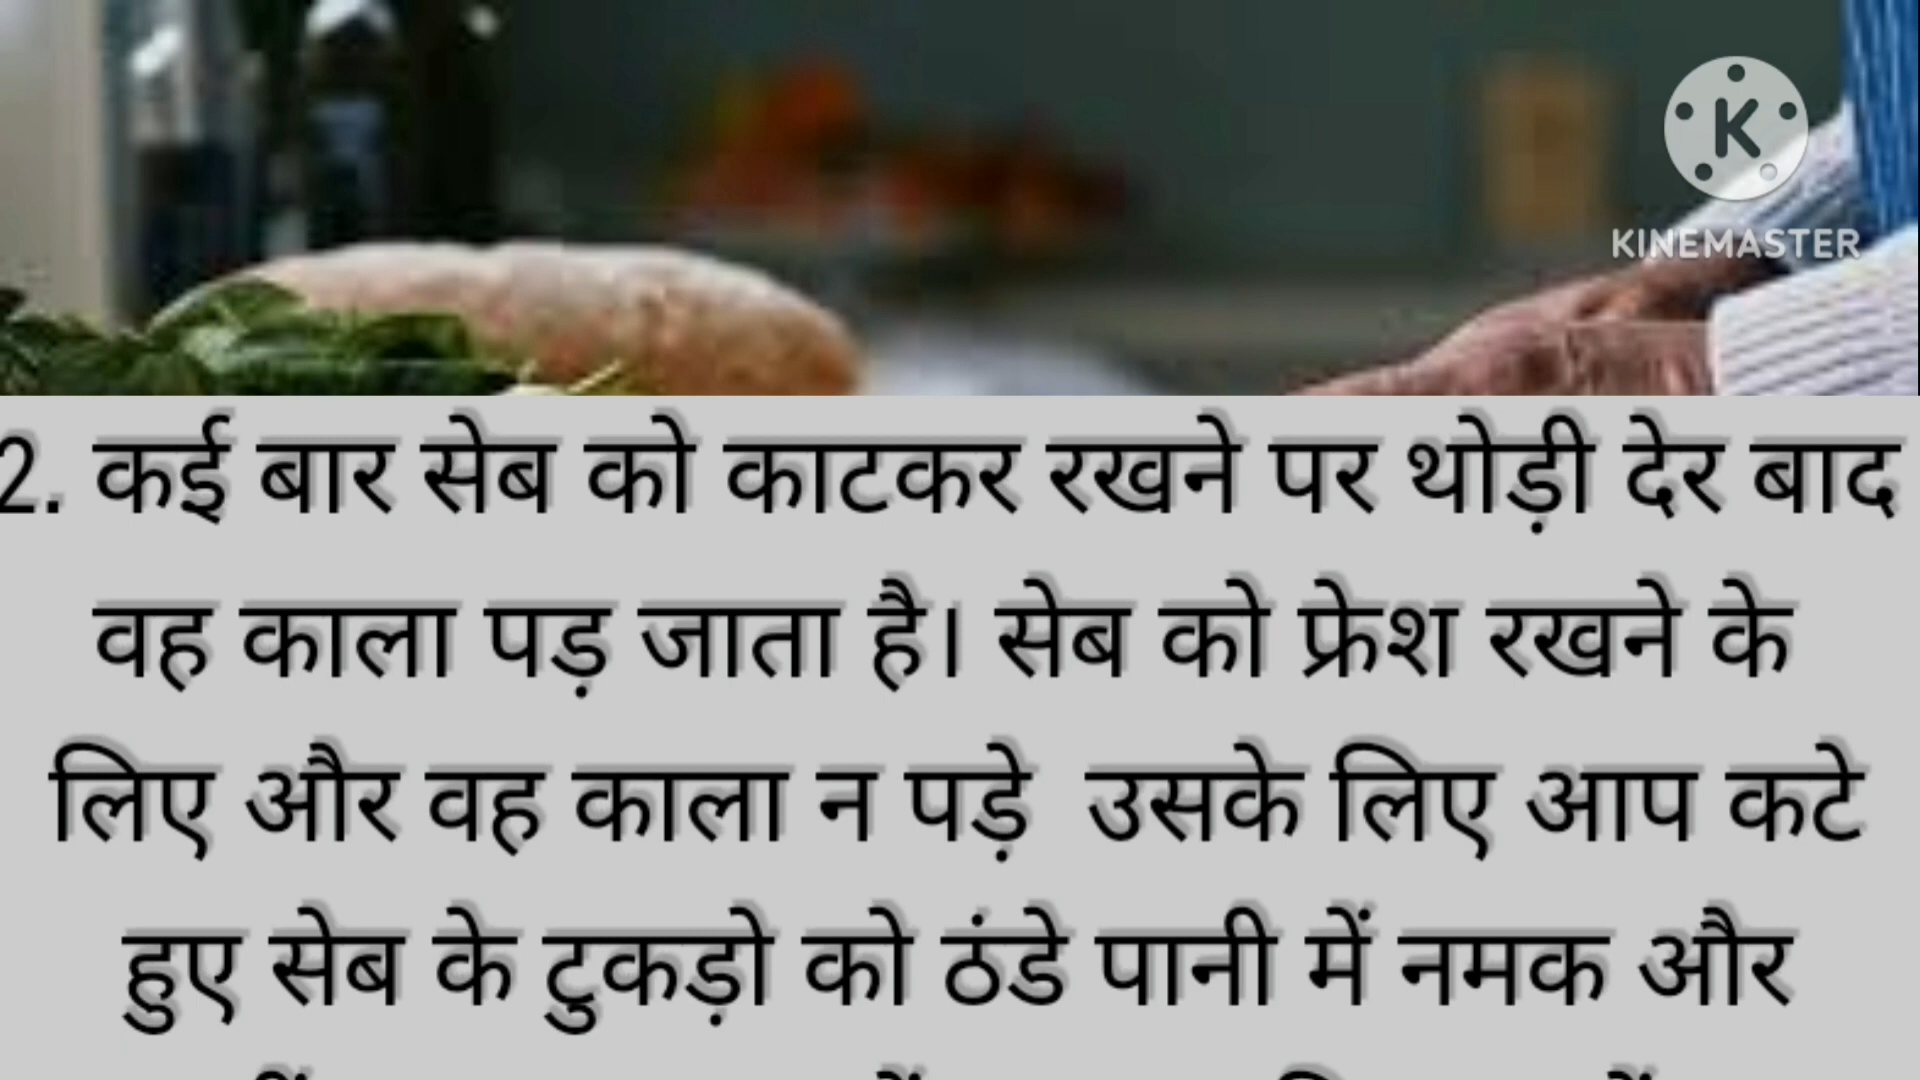 K
KINEMASTER
2. कई बार सेब को काटकर रखने पर थोड़ी देर बाद
वह काला पड़ जाता है। सेब को फ्रेश रखने के
लिए और वह काला न पड़े उसके लिए आप कटे
हुए सेब के टुकड़ो को ठंडे पानी में नमक और